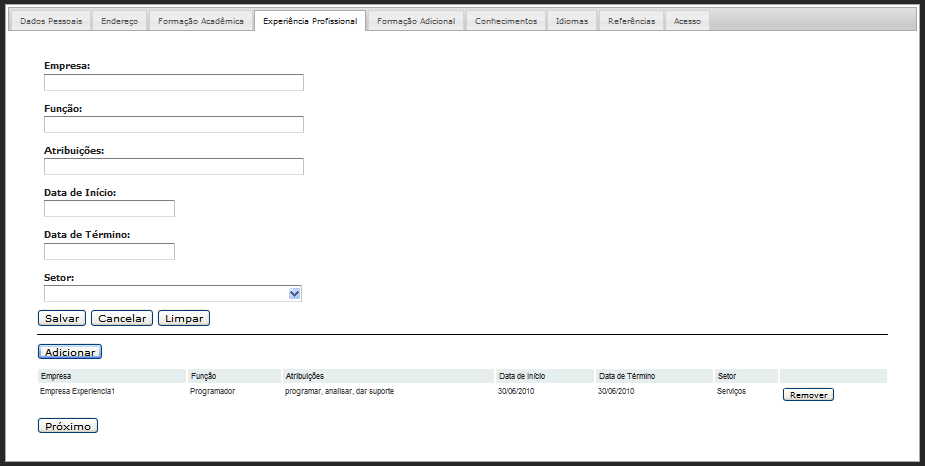 Dados Pessoais Endereço Formação Acadêmica Experiência Profissional Formação Adicional Conhecimentos Idiomas Referências Acesso
Empresa:
Função:
Atribuições:
Data de Início:
Data de Término:
Setor:
Salvar Cancelar Limpar
Adicionar
Empresa Função Atribuições Data de Início Data de Término Setor
Empresa Experiencia1 Programador programar, analisar, dar suporte 30/06/2010 30/06/2010 Serviços Remover
Próximo